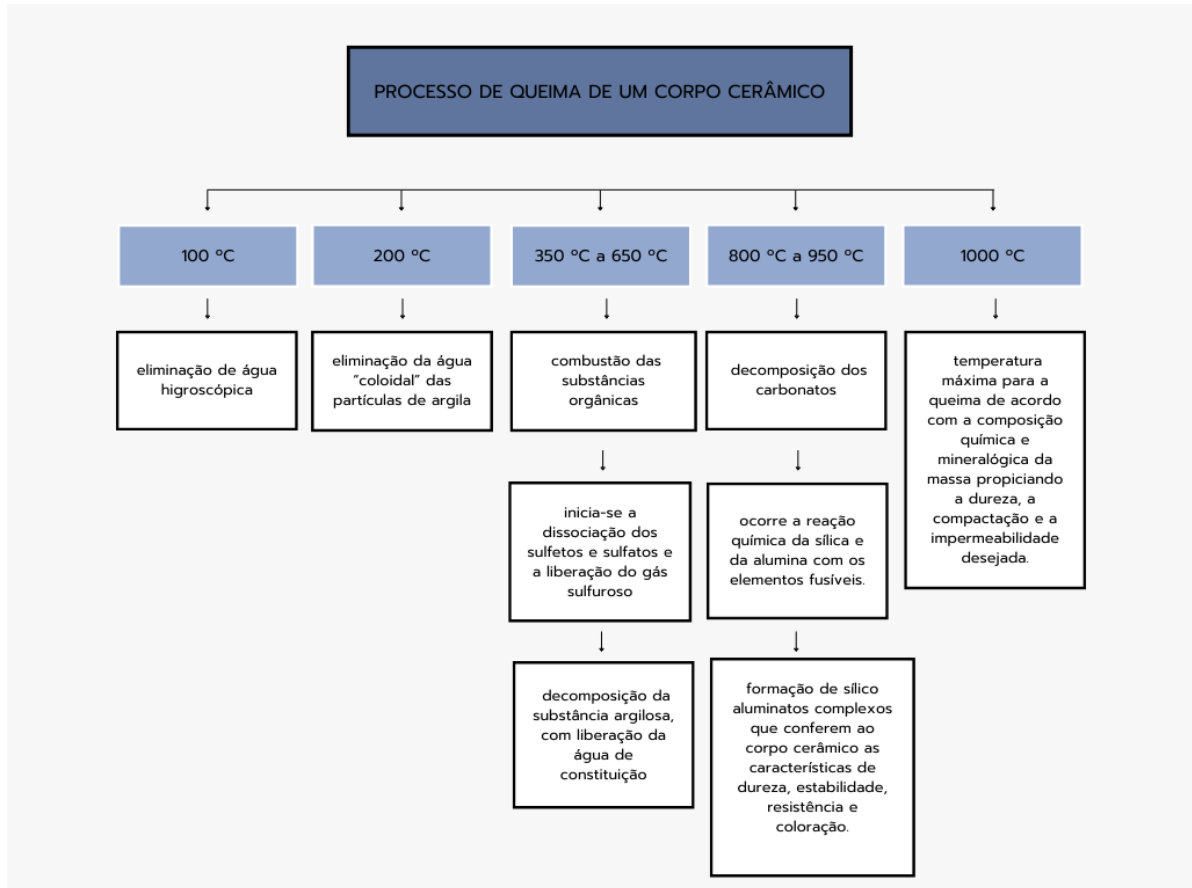 PROCESSO DE QUEIMA DE UM CORPO CERÂMICO
100 ºC
200 ºC
350 ºC a 650 ºC
800 ºC a 950 ºC
1000 ºC
eliminação de água
higroscópica
eliminação da água
“coloidal” das
partículas de argila
combustão das
substâncias
orgânicas
decomposição dos
carbonatos
temperatura
máxima para a
queima de acordo
com a composição
química e
mineralógica da
massa propiciando
a dureza, a
compactação e a
impermeabilidade
desejada.
inicia-se a
dissociação dos
sulfetos e sulfatos e
a liberação do gás
sulfuroso
ocorre a reação
química da sílica e
da alumina com os
elementos fusíveis.
decomposição da
substância argilosa,
com liberação da
água de
constituição
formação de sílico
aluminatos complexos
que conferem ao
corpo cerâmico as
características de
dureza, estabilidade,
resistência e
coloração.